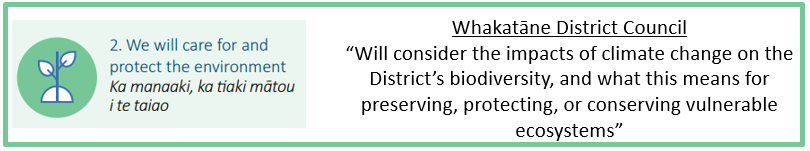 2. We will care for and
protect the environment
Ka manaaki, ka tiaki mātou
i te taiao
Whakatāne District Council
“Will consider the impacts of climate change on the
District’s biodiversity, and what this means for
preserving, protecting, or conserving vulnerable
ecosystems”